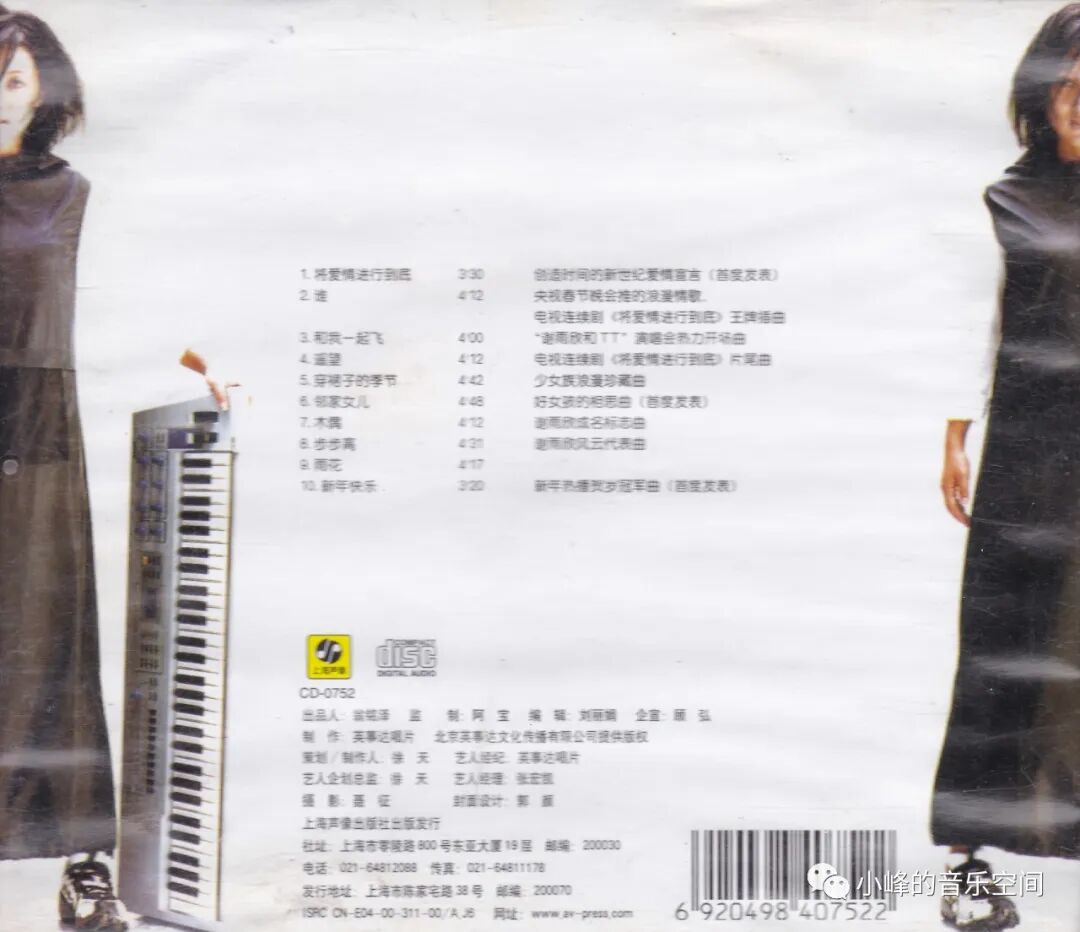 1. 将爱情进行到底 3:30 创造时间的新世纪爱情宣言（首度发表）
2. 谁 4:12 央视春节晚会推的浪漫情歌、
电视连续剧《将爱情进行到底》王牌插曲
3. 和我一起飞 4:00 “谢雨欣和TT”演唱会热力开场曲
4. 遥望 4:12 电视连续剧《将爱情进行到底》片尾曲
5. 穿裙子的季节 4:42 少女族浪漫珍藏曲
6. 邻家女儿 4:48 好女孩的相思曲（首度发表）
7. 木偶 4:12 谢雨欣成名标志曲
8. 步步高 4:31 谢雨欣风云代表曲
9. 雨花 4:17
10. 新年快乐 3:20 新年热播贺岁冠军曲（首度发表）
上海声像
COMPACT
disc
DIGITAL AUDIO
CD-0752
出品人：翁铭泽 监 制：阿 宝 编 辑：刘丽娟 企宣：顾 弘
制 作：英事达唱片 北京英事达文化传播有限公司提供版权
策划/制作人：徐 天 艺人经纪：英事达唱片
艺人企划总监：徐 天 艺人经理：张宏凯
摄 影：聂 征 封面设计：郭 颜
上海声像出版社出版发行
社址：上海市零陵路800号东亚大厦19层 邮编：200030
电话：021-64812088 传真：021-64811178
发行地址：上海市陈家宅路38号 邮编：200070
ISRC CN-E04-00-311-00/A.J6 网址：www.av-press.com
6 920498 407522
小峰的音乐空间